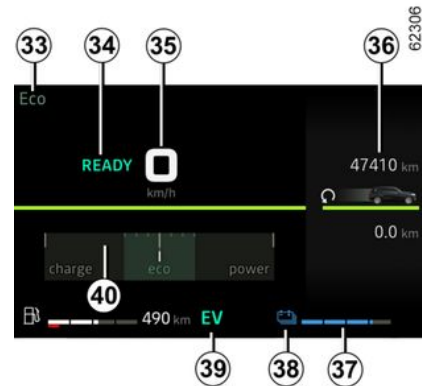 62306
33
34
35
36
Eco
READY 0
km/h
47410 km
0.0 km
charge eco power
40
490 km EV
39
38
37